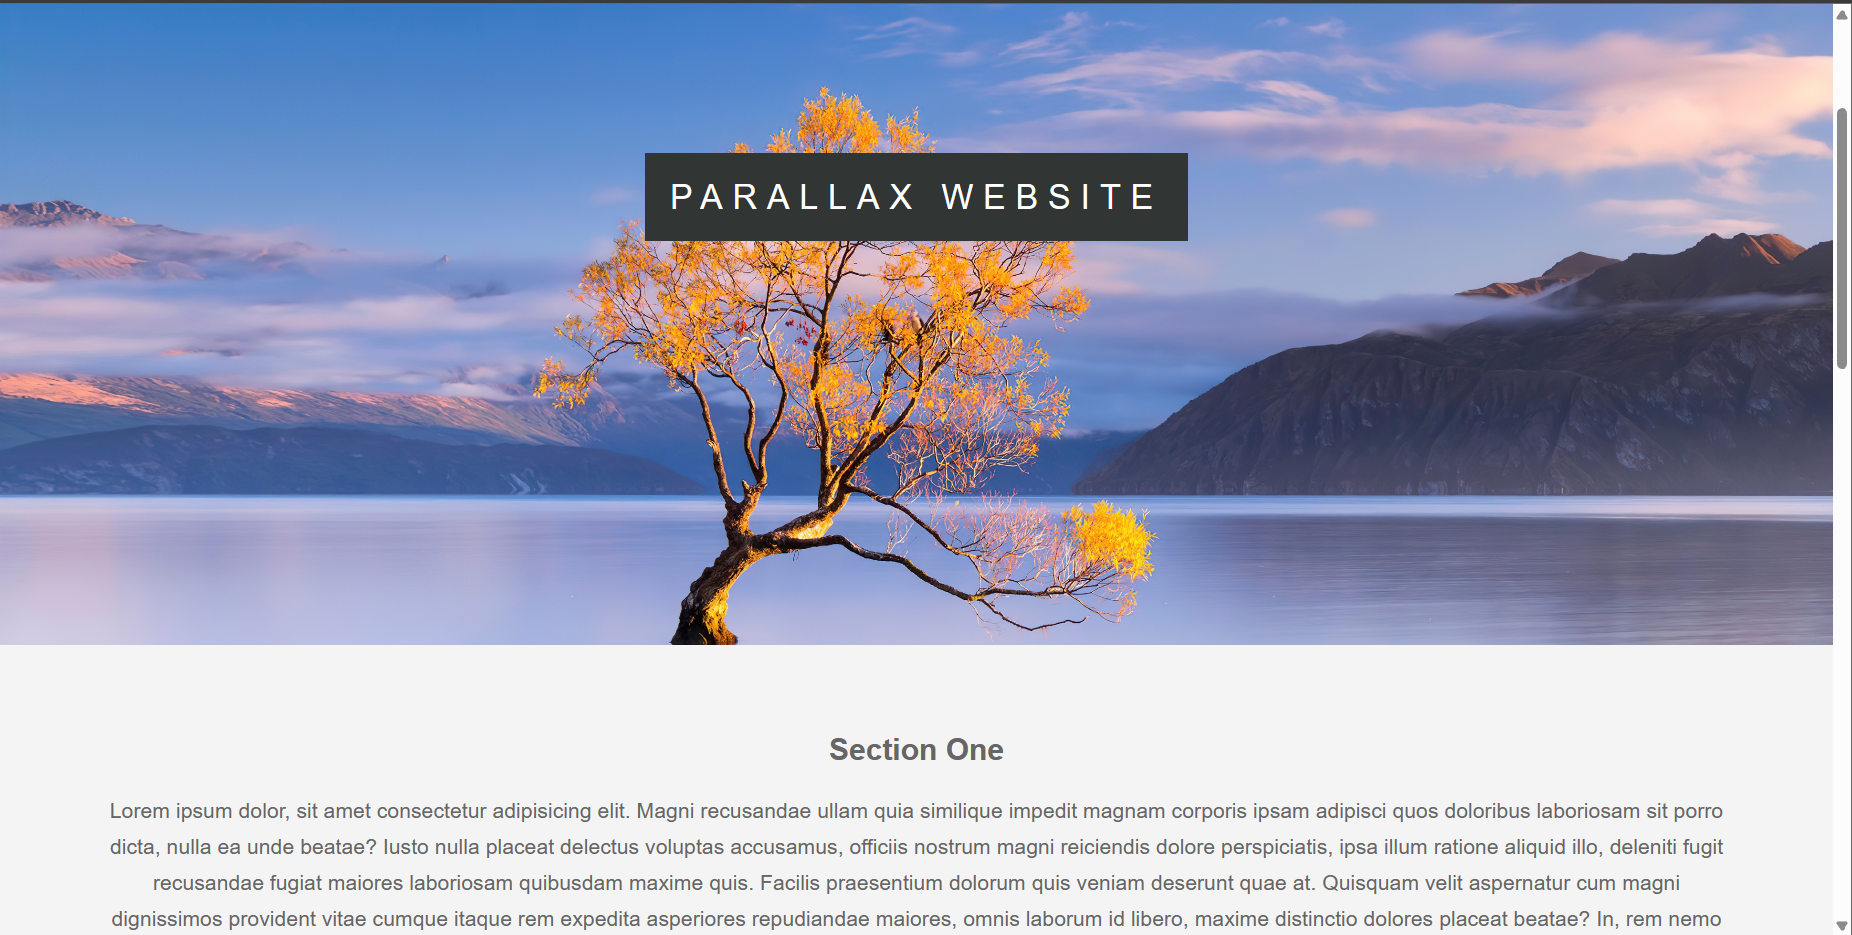 PARALLAX WEBSITE
Section One
Lorem ipsum dolor, sit amet consectetur adipisicing elit. Magni recusandae ullam quia similique impedit magnam corporis ipsam adipisci quos doloribus laboriosam sit porro
dicta, nulla ea unde beatae? Iusto nulla placeat delectus voluptas accusamus, officiis nostrum magni reiciendis dolore perspiciatis, ipsa illum ratione aliquid illo, deleniti fugit
recusandae fugiat maiores laboriosam quibusdam maxime quis. Facilis praesentium dolorum quis veniam deserunt quae at. Quisquam velit aspernatur cum magni
dignissimos provident vitae cumque itaque rem expedita asperiores repudiandae maiores, omnis laborum id libero, maxime distinctio dolores placeat beatae? In, rem nemo